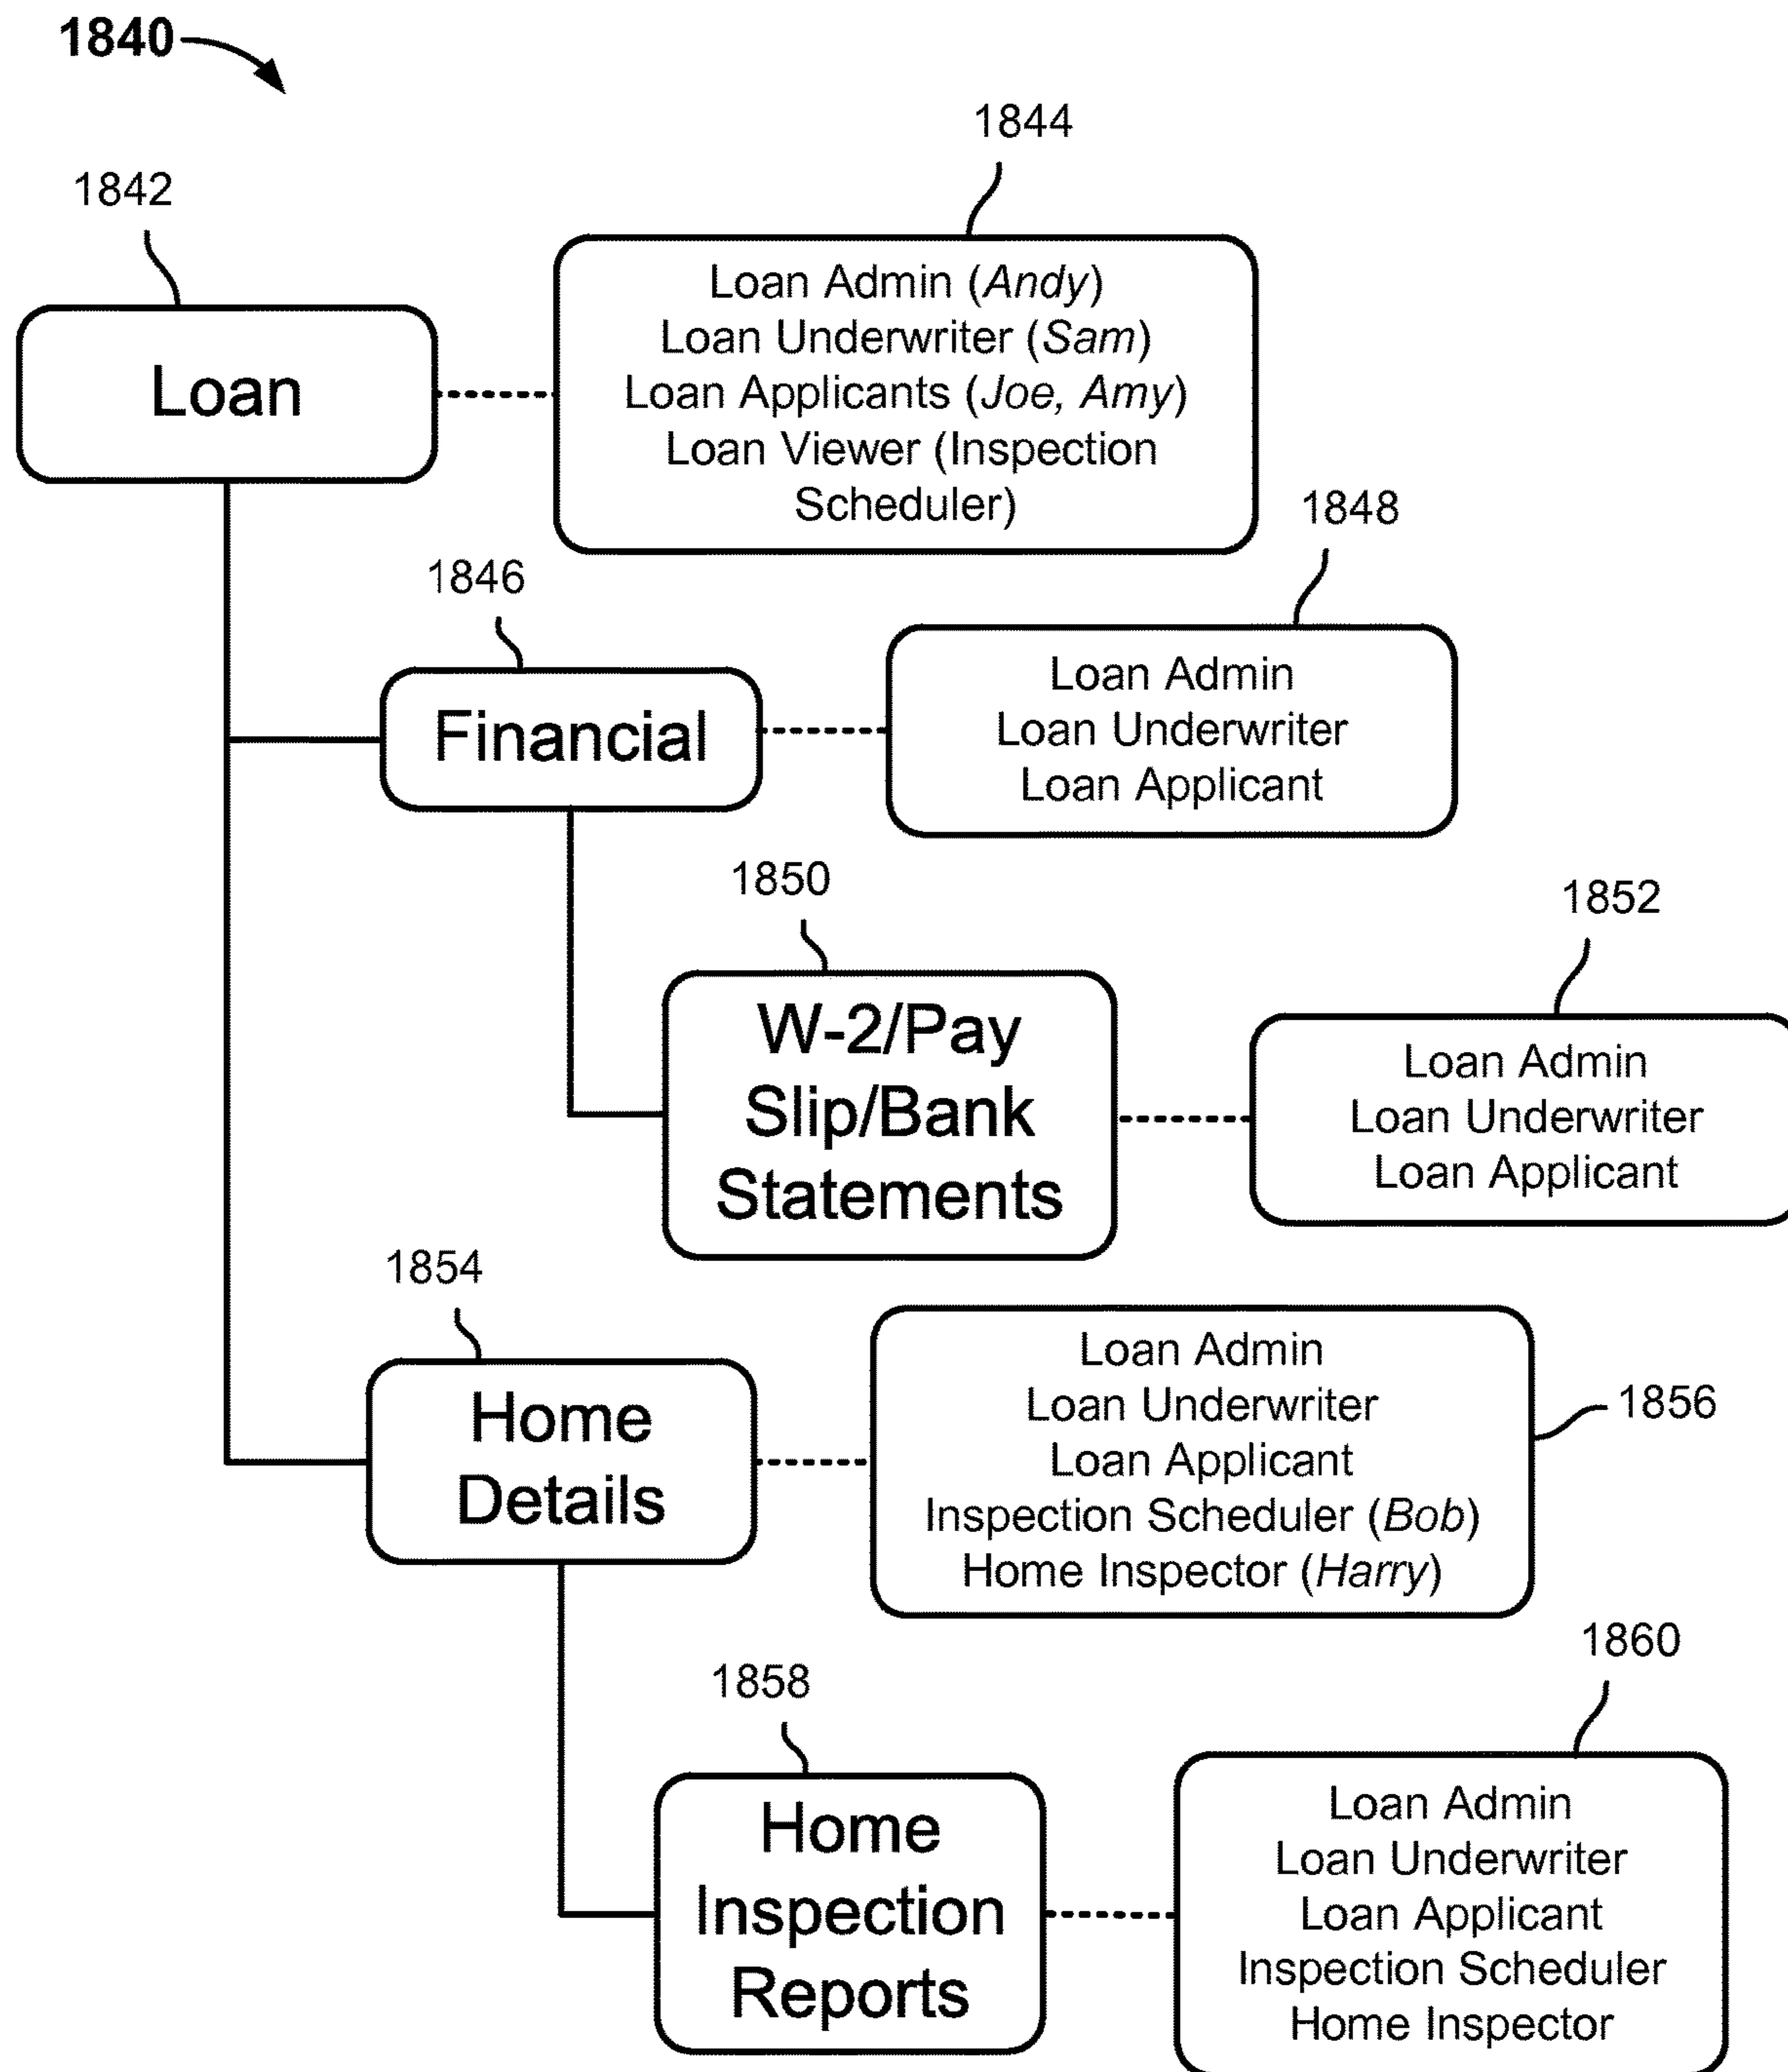 1840
1844
1842
Loan Admin (Andy)
Loan Underwriter (Sam)
Loan Applicants (Joe, Amy)
Loan Viewer (Inspection
Scheduler)
Loan
1848
1846
Loan Admin
Loan Underwriter
Loan Applicant
Financial
1850
1852
W-2/Pay
Slip/Bank
Statements
Loan Admin
Loan Underwriter
Loan Applicant
1854
Home
Details
Loan Admin
Loan Underwriter
Loan Applicant
Inspection Scheduler (Bob)
Home Inspector (Harry)
1856
1860
1858
Home
Inspection
Reports
Loan Admin
Loan Underwriter
Loan Applicant
Inspection Scheduler
Home Inspector